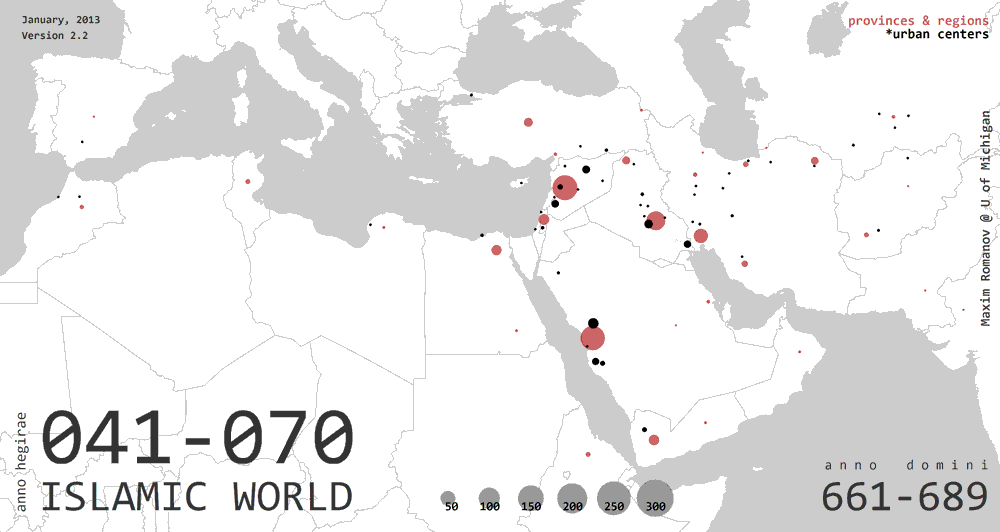 January, 2013
Version 2.2
provinces & regions
*urban centers
Maxim Romanov @ U of Michigan
anno hegirae
041-070
ISLAMIC WORLD
50 100 150 200 250 300
anno domini
661-689